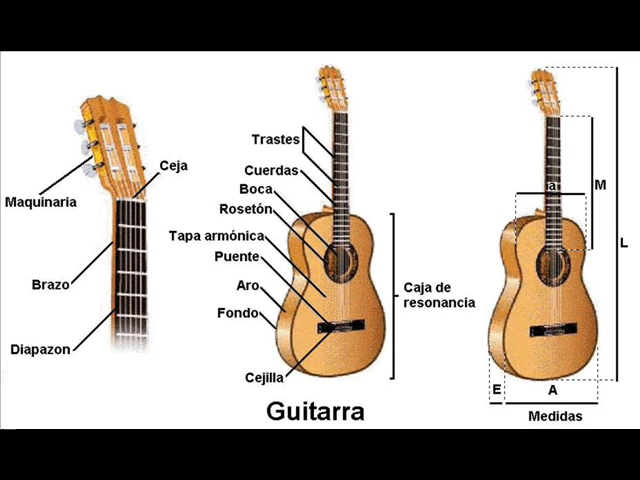 Ceja
Maquinaria
Brazo
Diapazon
Trastes
Cuerdas
Boca
Rosetón
Tapa armónica
Puente
Aro
Fondo
Cejilla
Caja de
resonancia
Guitarra
a
M
L
E
A
Medidas